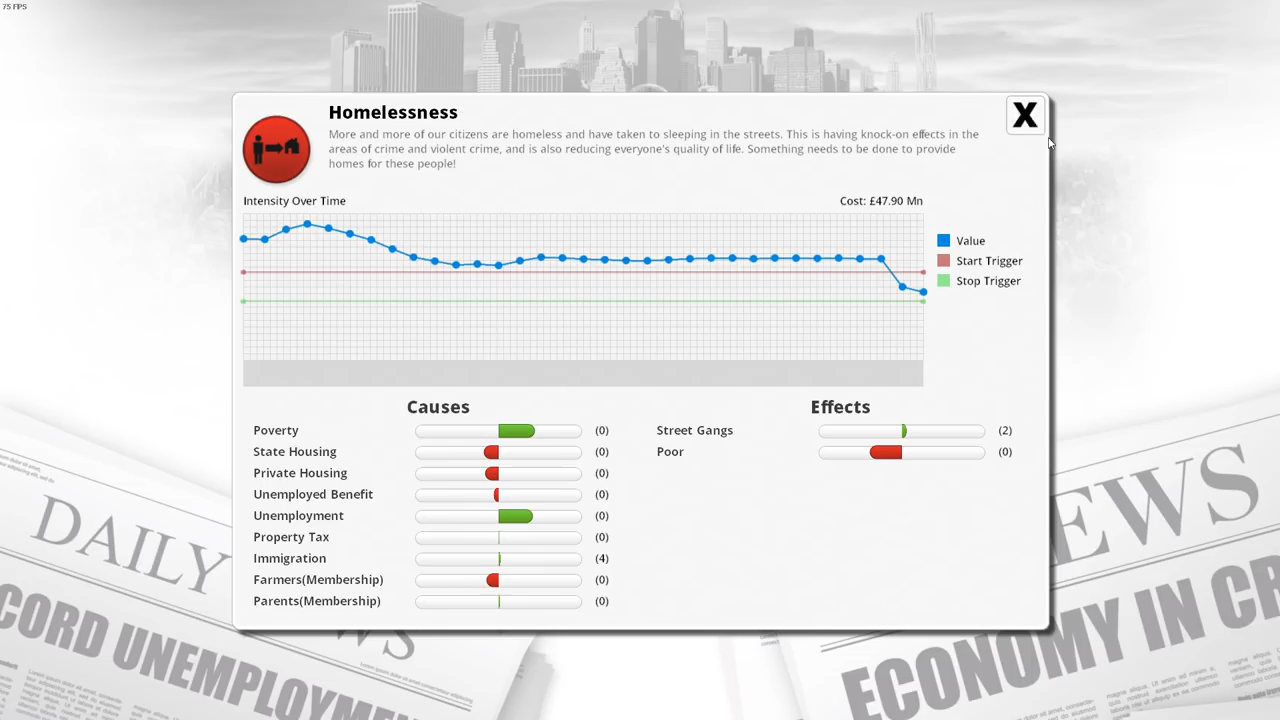 75 FPS
Homelessness
More and more of our citizens are homeless and have taken to sleeping in the streets. This is having knock-on effects in the
areas of crime and violent crime, and is also reducing everyone's quality of life. Something needs to be done to provide
homes for these people!
X
Intensity Over Time
Cost: £47.90 Mn
Value
Start Trigger
Stop Trigger
Causes
Poverty (0)
State Housing (0)
Private Housing (0)
Unemployed Benefit (0)
Unemployment (0)
Property Tax (0)
Immigration (4)
Farmers(Membership) (0)
Parents(Membership) (0)
Effects
Street Gangs (2)
Poor (0)
DAILY
WS
CORD UNEMPLOYME
EWS
ECONOMY IN CR